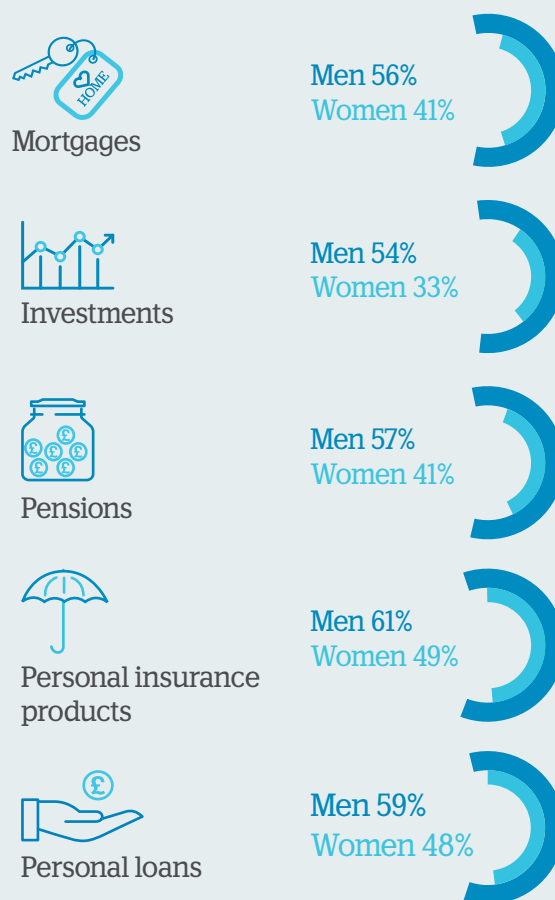 HOME
Men 56%
Women 41%
Mortgages
Men 54%
Women 33%
Investments
Men 57%
Women 41%
£
£ £ £
£ £
Pensions
Men 61%
Women 49%
Personal insurance
products
£
Men 59%
Women 48%
Personal loans